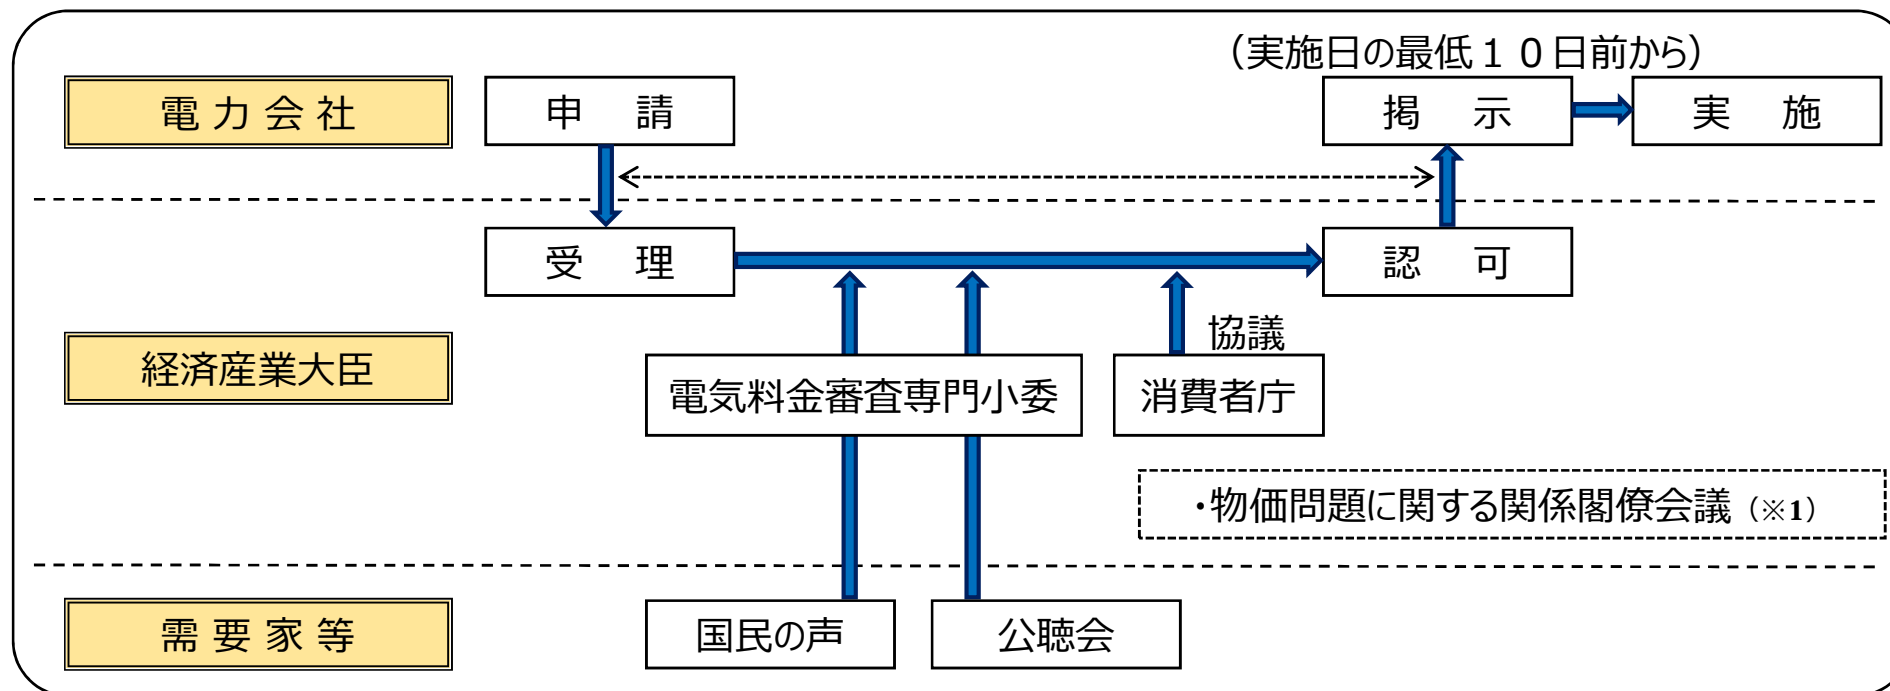 （実施日の最低１０日前から）
電力会社
申請
掲示
実施
受理
認可
協議
経済産業大臣
電気料金審査専門小委
消費者庁
・物価問題に関する関係閣僚会議（※1）
需要家等
国民の声
公聴会